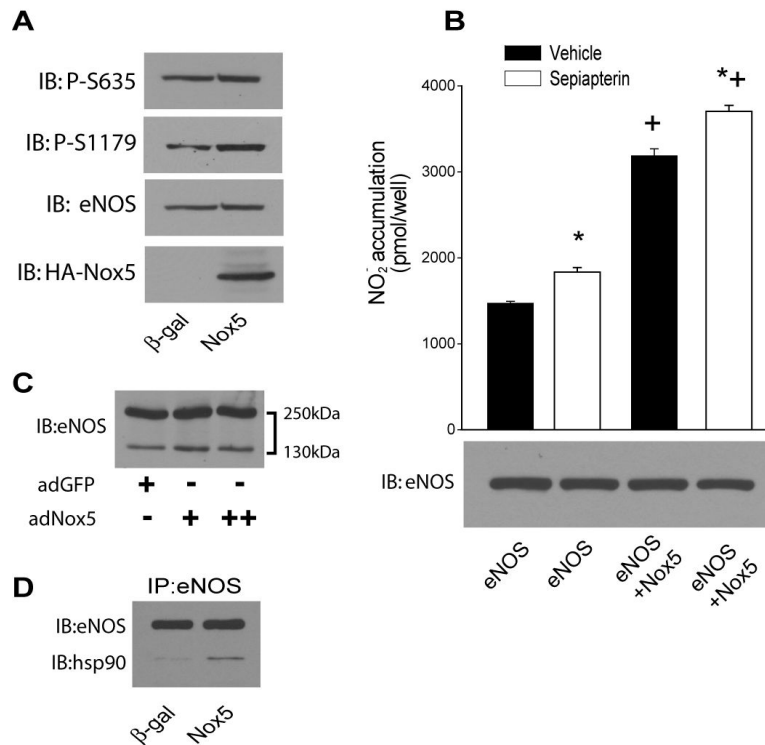 A
IB: P-S635
IB: P-S1179
IB: eNOS
IB: HA-Nox5
β-gal
Nox5
B
Vehicle
Sepiapterin
4000
3000
2000
1000
0
NO₂⁻ accumulation
(pmol/well)
*
+
*+
IB: eNOS
eNOS
eNOS
eNOS
+Nox5
eNOS
+Nox5
C
IB:eNOS
250kDa
130kDa
adGFP + - -
adNox5 - + ++
D
IP:eNOS
IB:eNOS
IB:hsp90
β-gal
Nox5